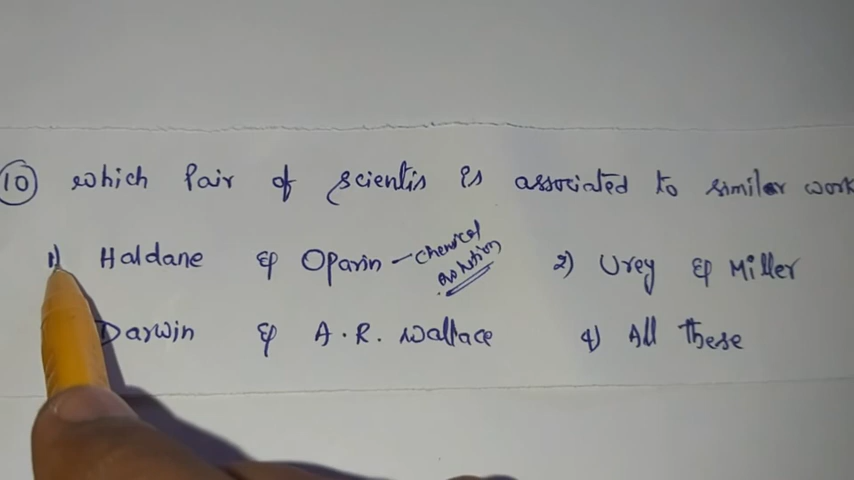 10 which Pair of scientis is associated to similar work
1) Haldane & Oparin – chemical evolution 2) Urey & Miller
Darwin & A.R. Wallace 4) All These